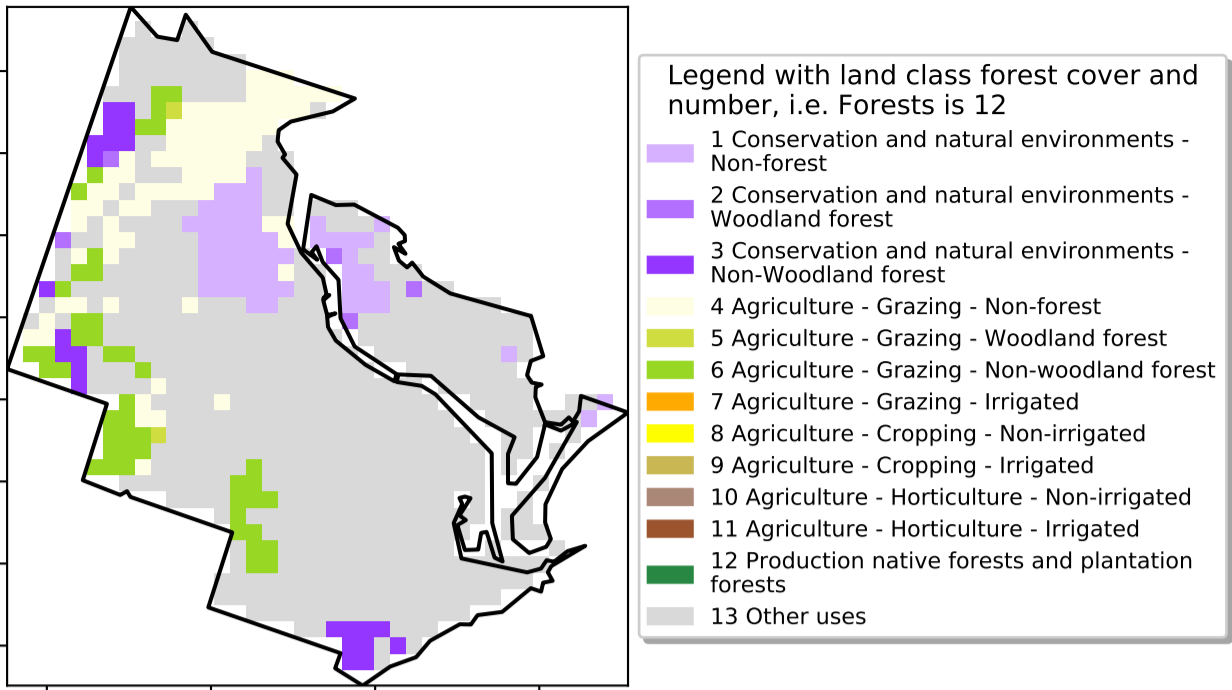 Legend with land class forest cover and
number, i.e. Forests is 12
1 Conservation and natural environments -
Non-forest
2 Conservation and natural environments -
Woodland forest
3 Conservation and natural environments -
Non-Woodland forest
4 Agriculture - Grazing - Non-forest
5 Agriculture - Grazing - Woodland forest
6 Agriculture - Grazing - Non-woodland forest
7 Agriculture - Grazing - Irrigated
8 Agriculture - Cropping - Non-irrigated
9 Agriculture - Cropping - Irrigated
10 Agriculture - Horticulture - Non-irrigated
11 Agriculture - Horticulture - Irrigated
12 Production native forests and plantation
forests
13 Other uses